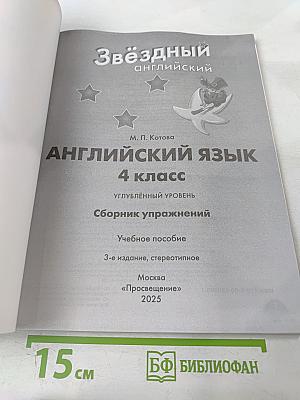 Звёздный
английский
М. П. Котова
АНГЛИЙСКИЙ ЯЗЫК
4 класс
УГЛУБЛЁННЫЙ УРОВЕНЬ
Сборник упражнений
Учебное пособие
3-е издание, стереотипное
Москва
«Просвещение»
2025
15 см
БФ БИБЛИОФАН